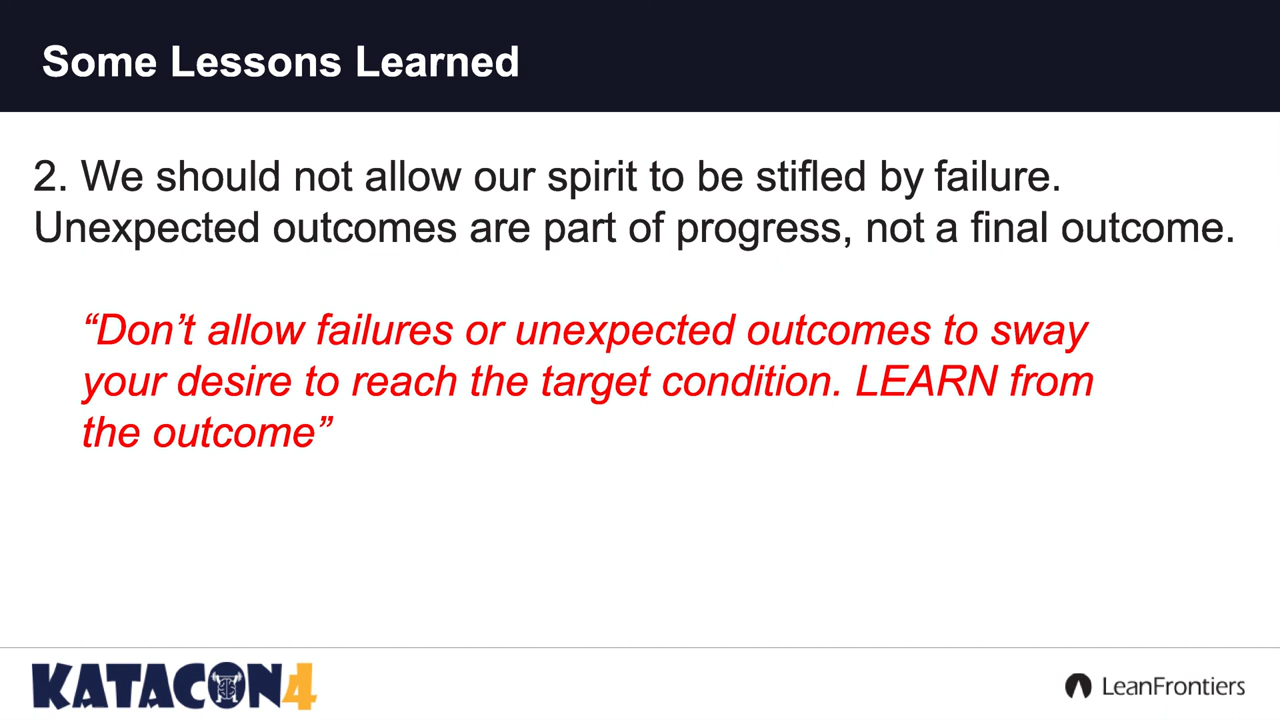 Some Lessons Learned
2. We should not allow our spirit to be stifled by failure.
Unexpected outcomes are part of progress, not a final outcome.
“Don’t allow failures or unexpected outcomes to sway
your desire to reach the target condition. LEARN from
the outcome”
KATACON4
LeanFrontiers